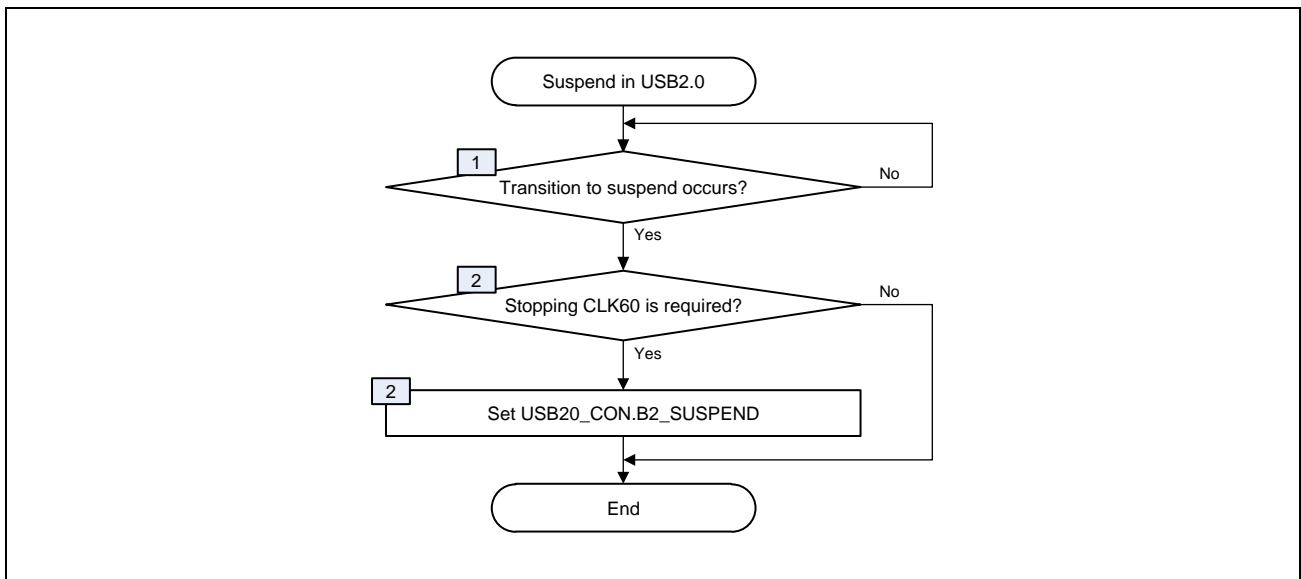 Suspend in USB2.0
1
Transition to suspend occurs?
No
Yes
2
Stopping CLK60 is required?
No
Yes
2
Set USB20_CON.B2_SUSPEND
End